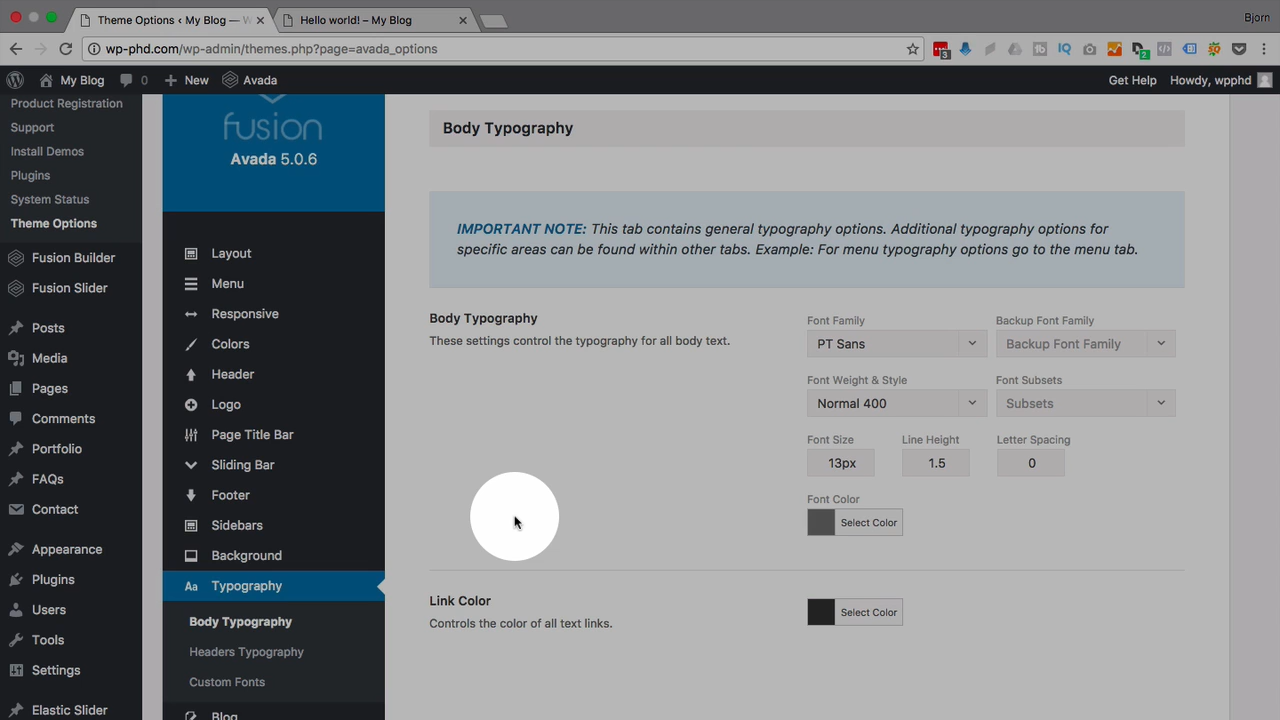 Theme Options ‹ My Blog — W
Hello world! – My Blog
Bjorn
wp-phd.com/wp-admin/themes.php?page=avada_options
3
2
My Blog
0
New
Avada
Get Help
Howdy, wpphd
Product Registration
Support
Install Demos
Plugins
System Status
Theme Options
Fusion Builder
Fusion Slider
Posts
Media
Pages
Comments
Portfolio
FAQs
Contact
Appearance
Plugins
Users
Tools
Settings
Elastic Slider
fusion
Avada 5.0.6
Layout
Menu
Responsive
Colors
Header
Logo
Page Title Bar
Sliding Bar
Footer
Sidebars
Background
Aa Typography
Body Typography
Headers Typography
Custom Fonts
Blog
Body Typography
IMPORTANT NOTE: This tab contains general typography options. Additional typography options for
specific areas can be found within other tabs. Example: For menu typography options go to the menu tab.
Body Typography
These settings control the typography for all body text.
Font Family
PT Sans
Backup Font Family
Backup Font Family
Font Weight & Style
Normal 400
Font Subsets
Subsets
Font Size
13px
Line Height
1.5
Letter Spacing
0
Font Color
Select Color
Link Color
Controls the color of all text links.
Select Color